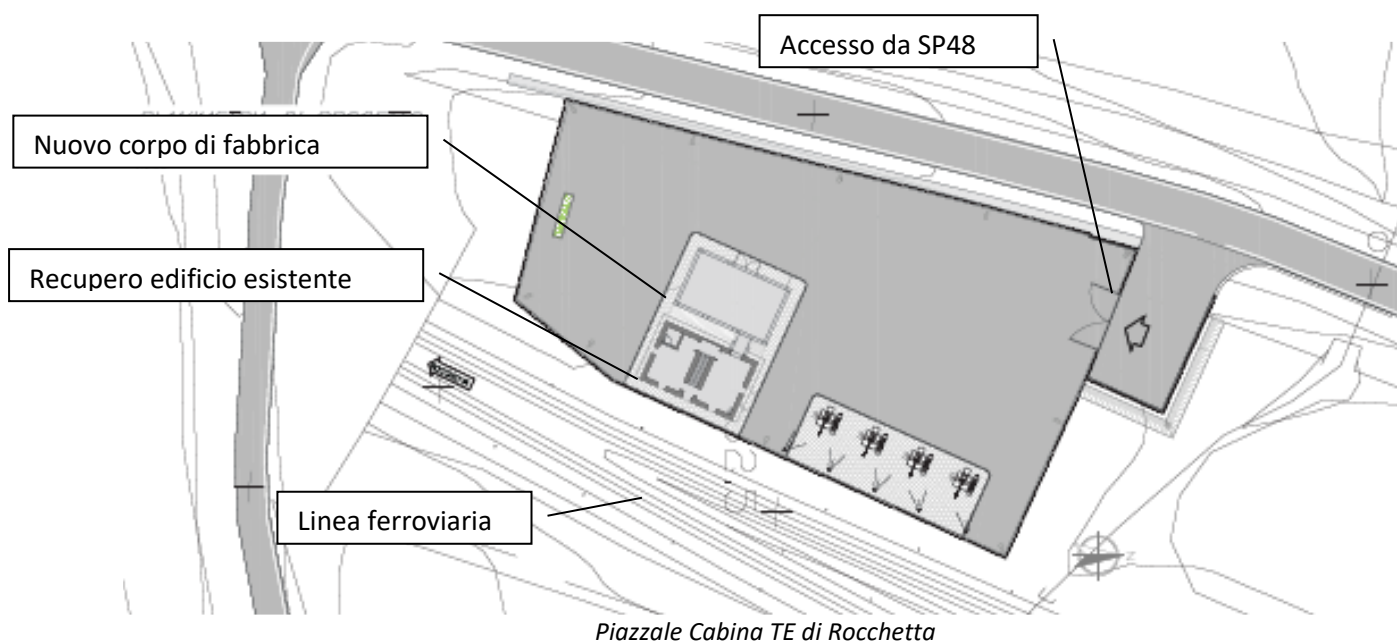 Accesso da SP48
Nuovo corpo di fabbrica
Recupero edificio esistente
Linea ferroviaria
Piazzale Cabina TE di Rocchetta